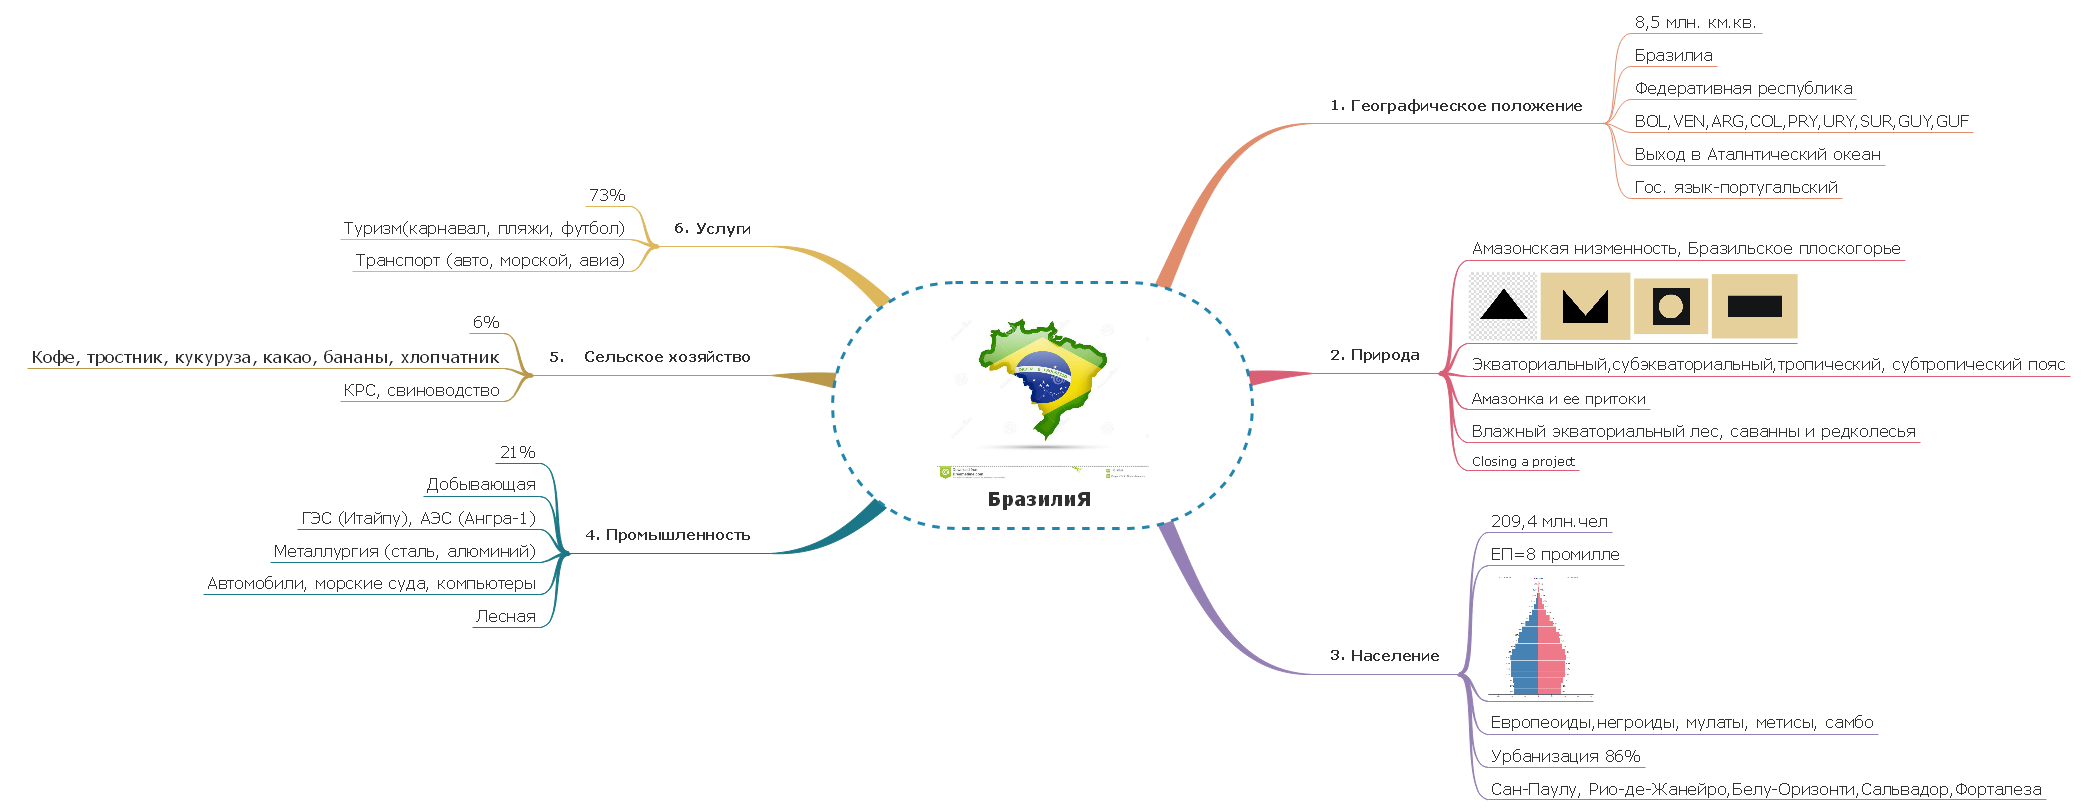 БразилиЯ
1. Географическое положение
8,5 млн. км.кв.
Бразилиа
Федеративная республика
BOL,VEN,ARG,COL,PRY,URY,SUR,GUY,GUF
Выход в Аталнтический океан
Гос. язык-португальский
2. Природа
Амазонская низменность, Бразильское плоскогорье
Экваториальный,субэкваториальный,тропический, субтропический пояс
Амазонка и ее притоки
Влажный экваториальный лес, саванны и редколесья
Closing a project
3. Население
209,4 млн.чел
ЕП=8 промилле
Европеоиды,негроиды, мулаты, метисы, самбо
Урбанизация 86%
Сан-Паулу, Рио-де-Жанейро,Белу-Оризонти,Сальвадор,Форталеза
4. Промышленность
21%
Добывающая
ГЭС (Итайпу), АЭС (Ангра-1)
Металлургия (сталь, алюминий)
Автомобили, морские суда, компьютеры
Лесная
5. Сельское хозяйство
6%
Кофе, тростник, кукуруза, какао, бананы, хлопчатник
КРС, свиноводство
6. Услуги
73%
Туризм(карнавал, пляжи, футбол)
Транспорт (авто, морской, авиа)